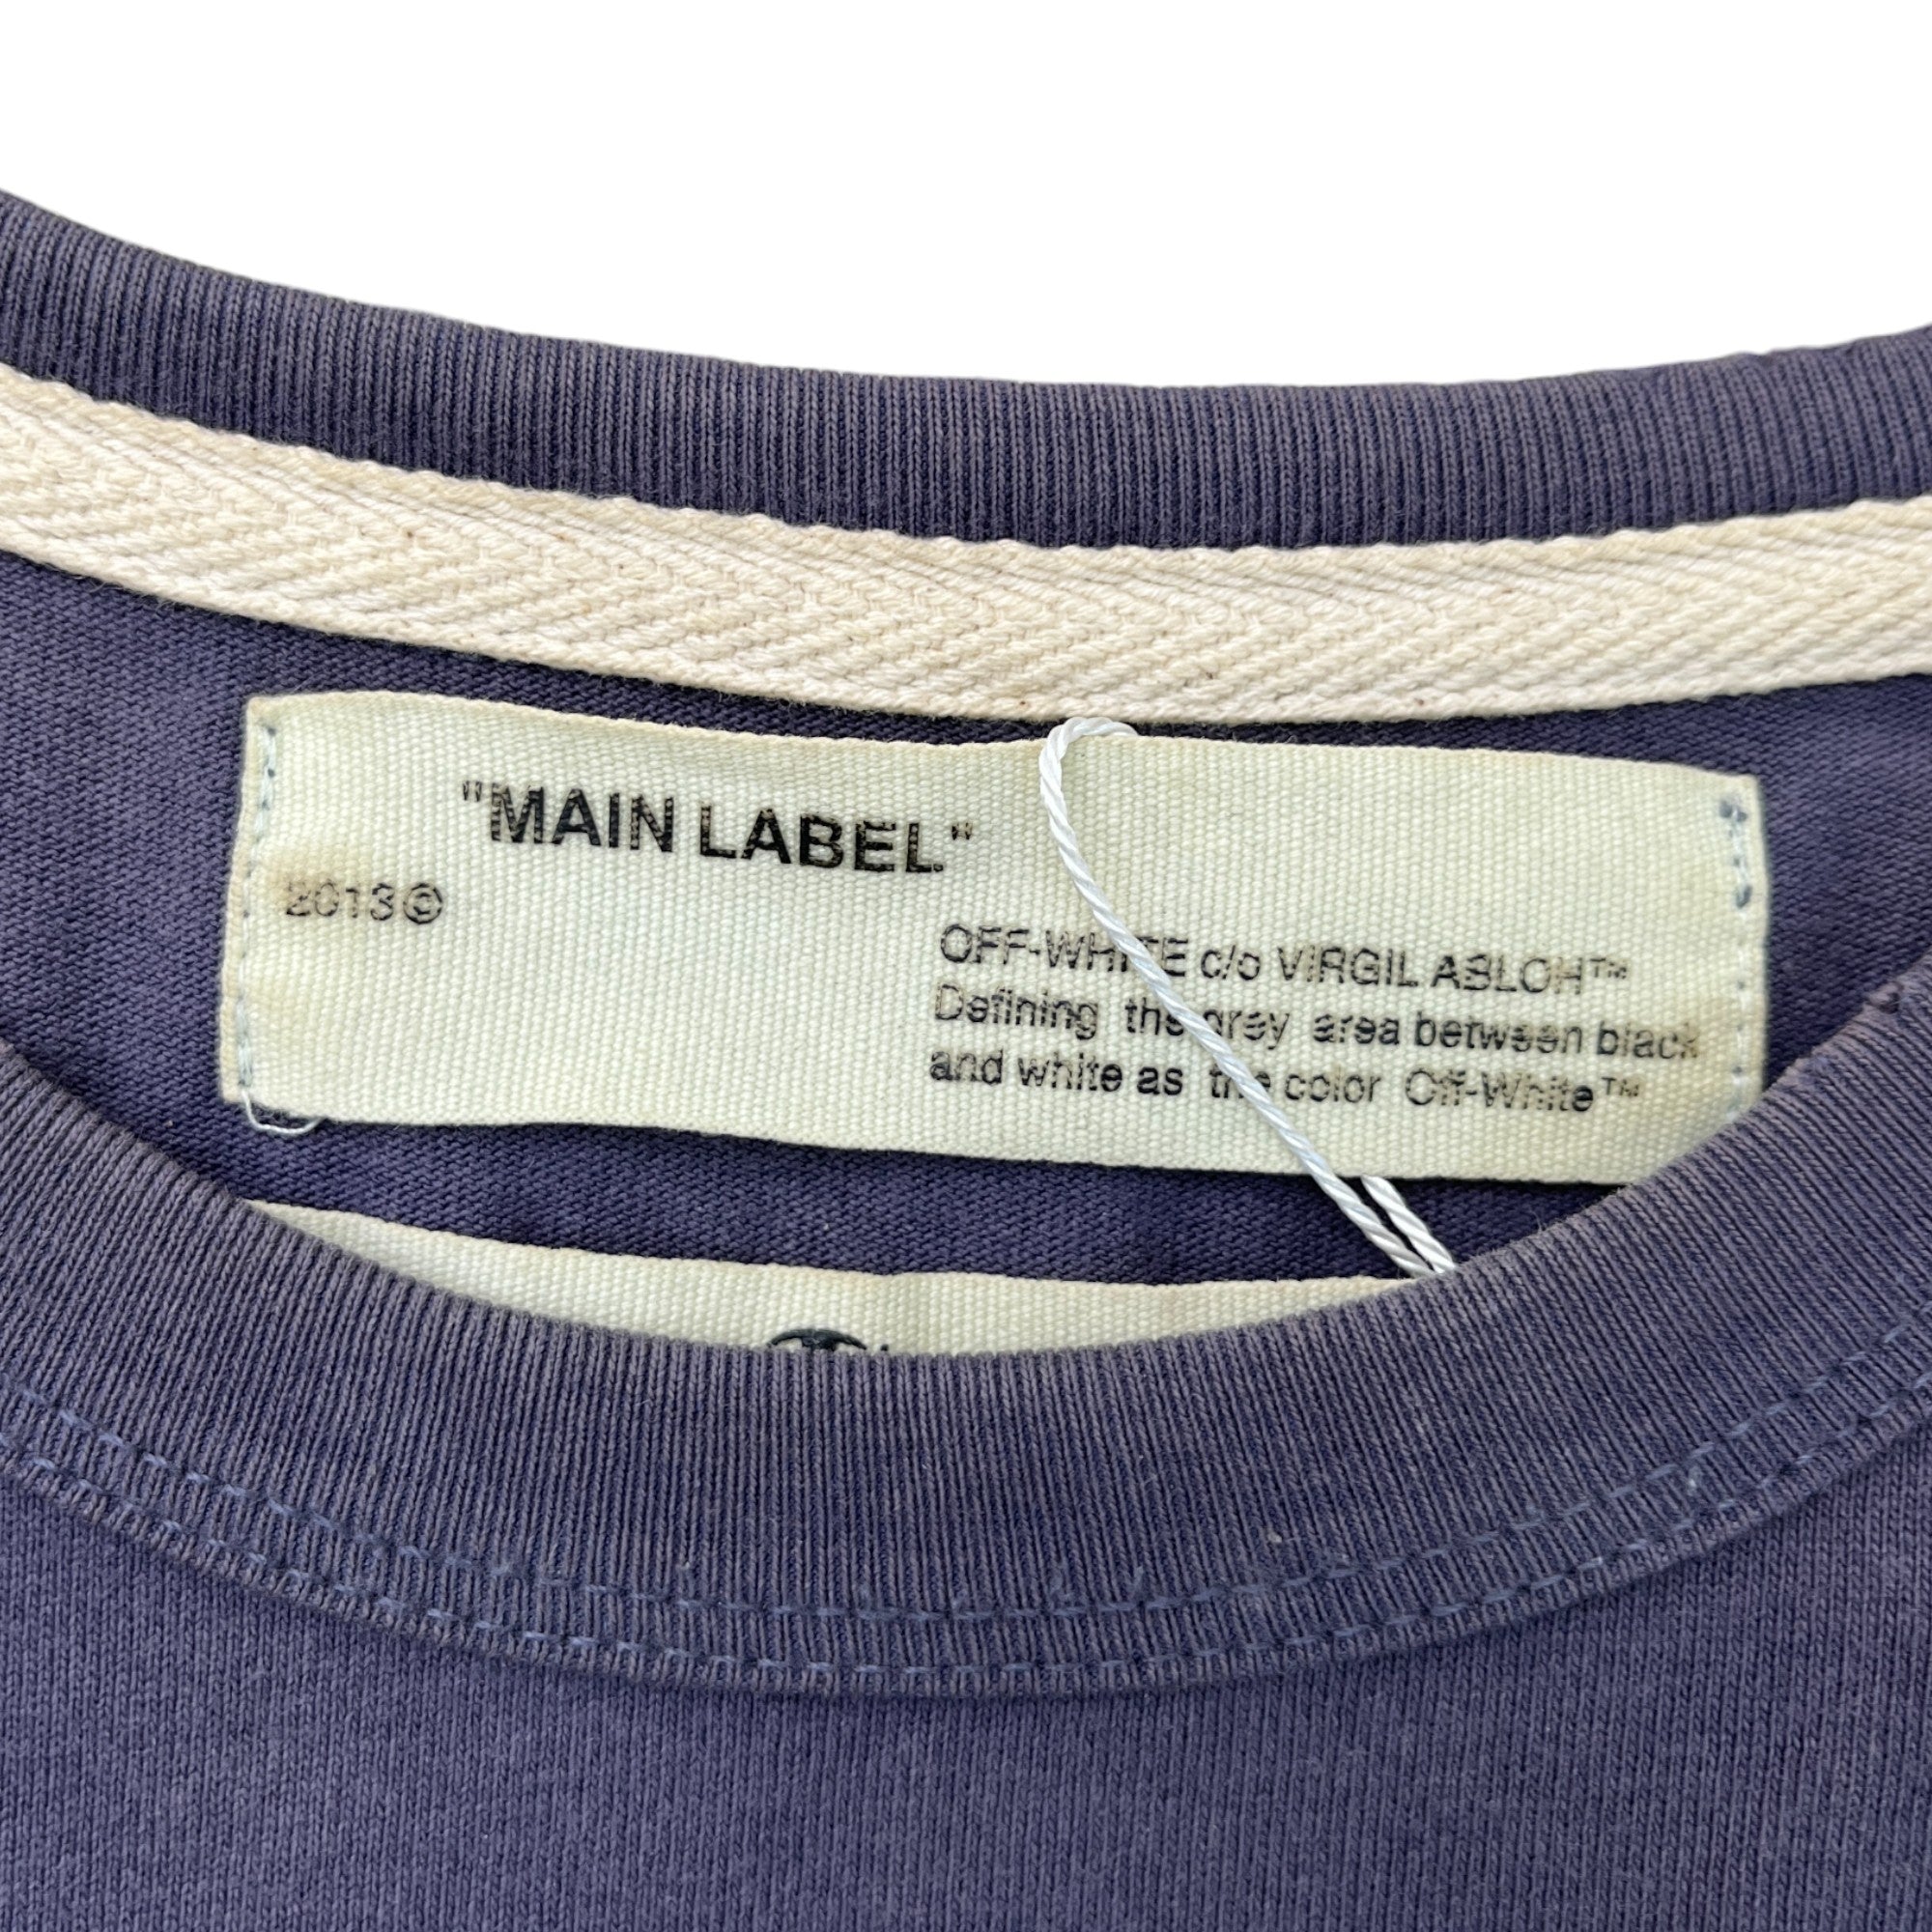 "MAIN LABEL"
2013©
OFF-WHITE c/o VIRGIL ABLOH™
Defining the grey area between black
and white as the color Off-White™